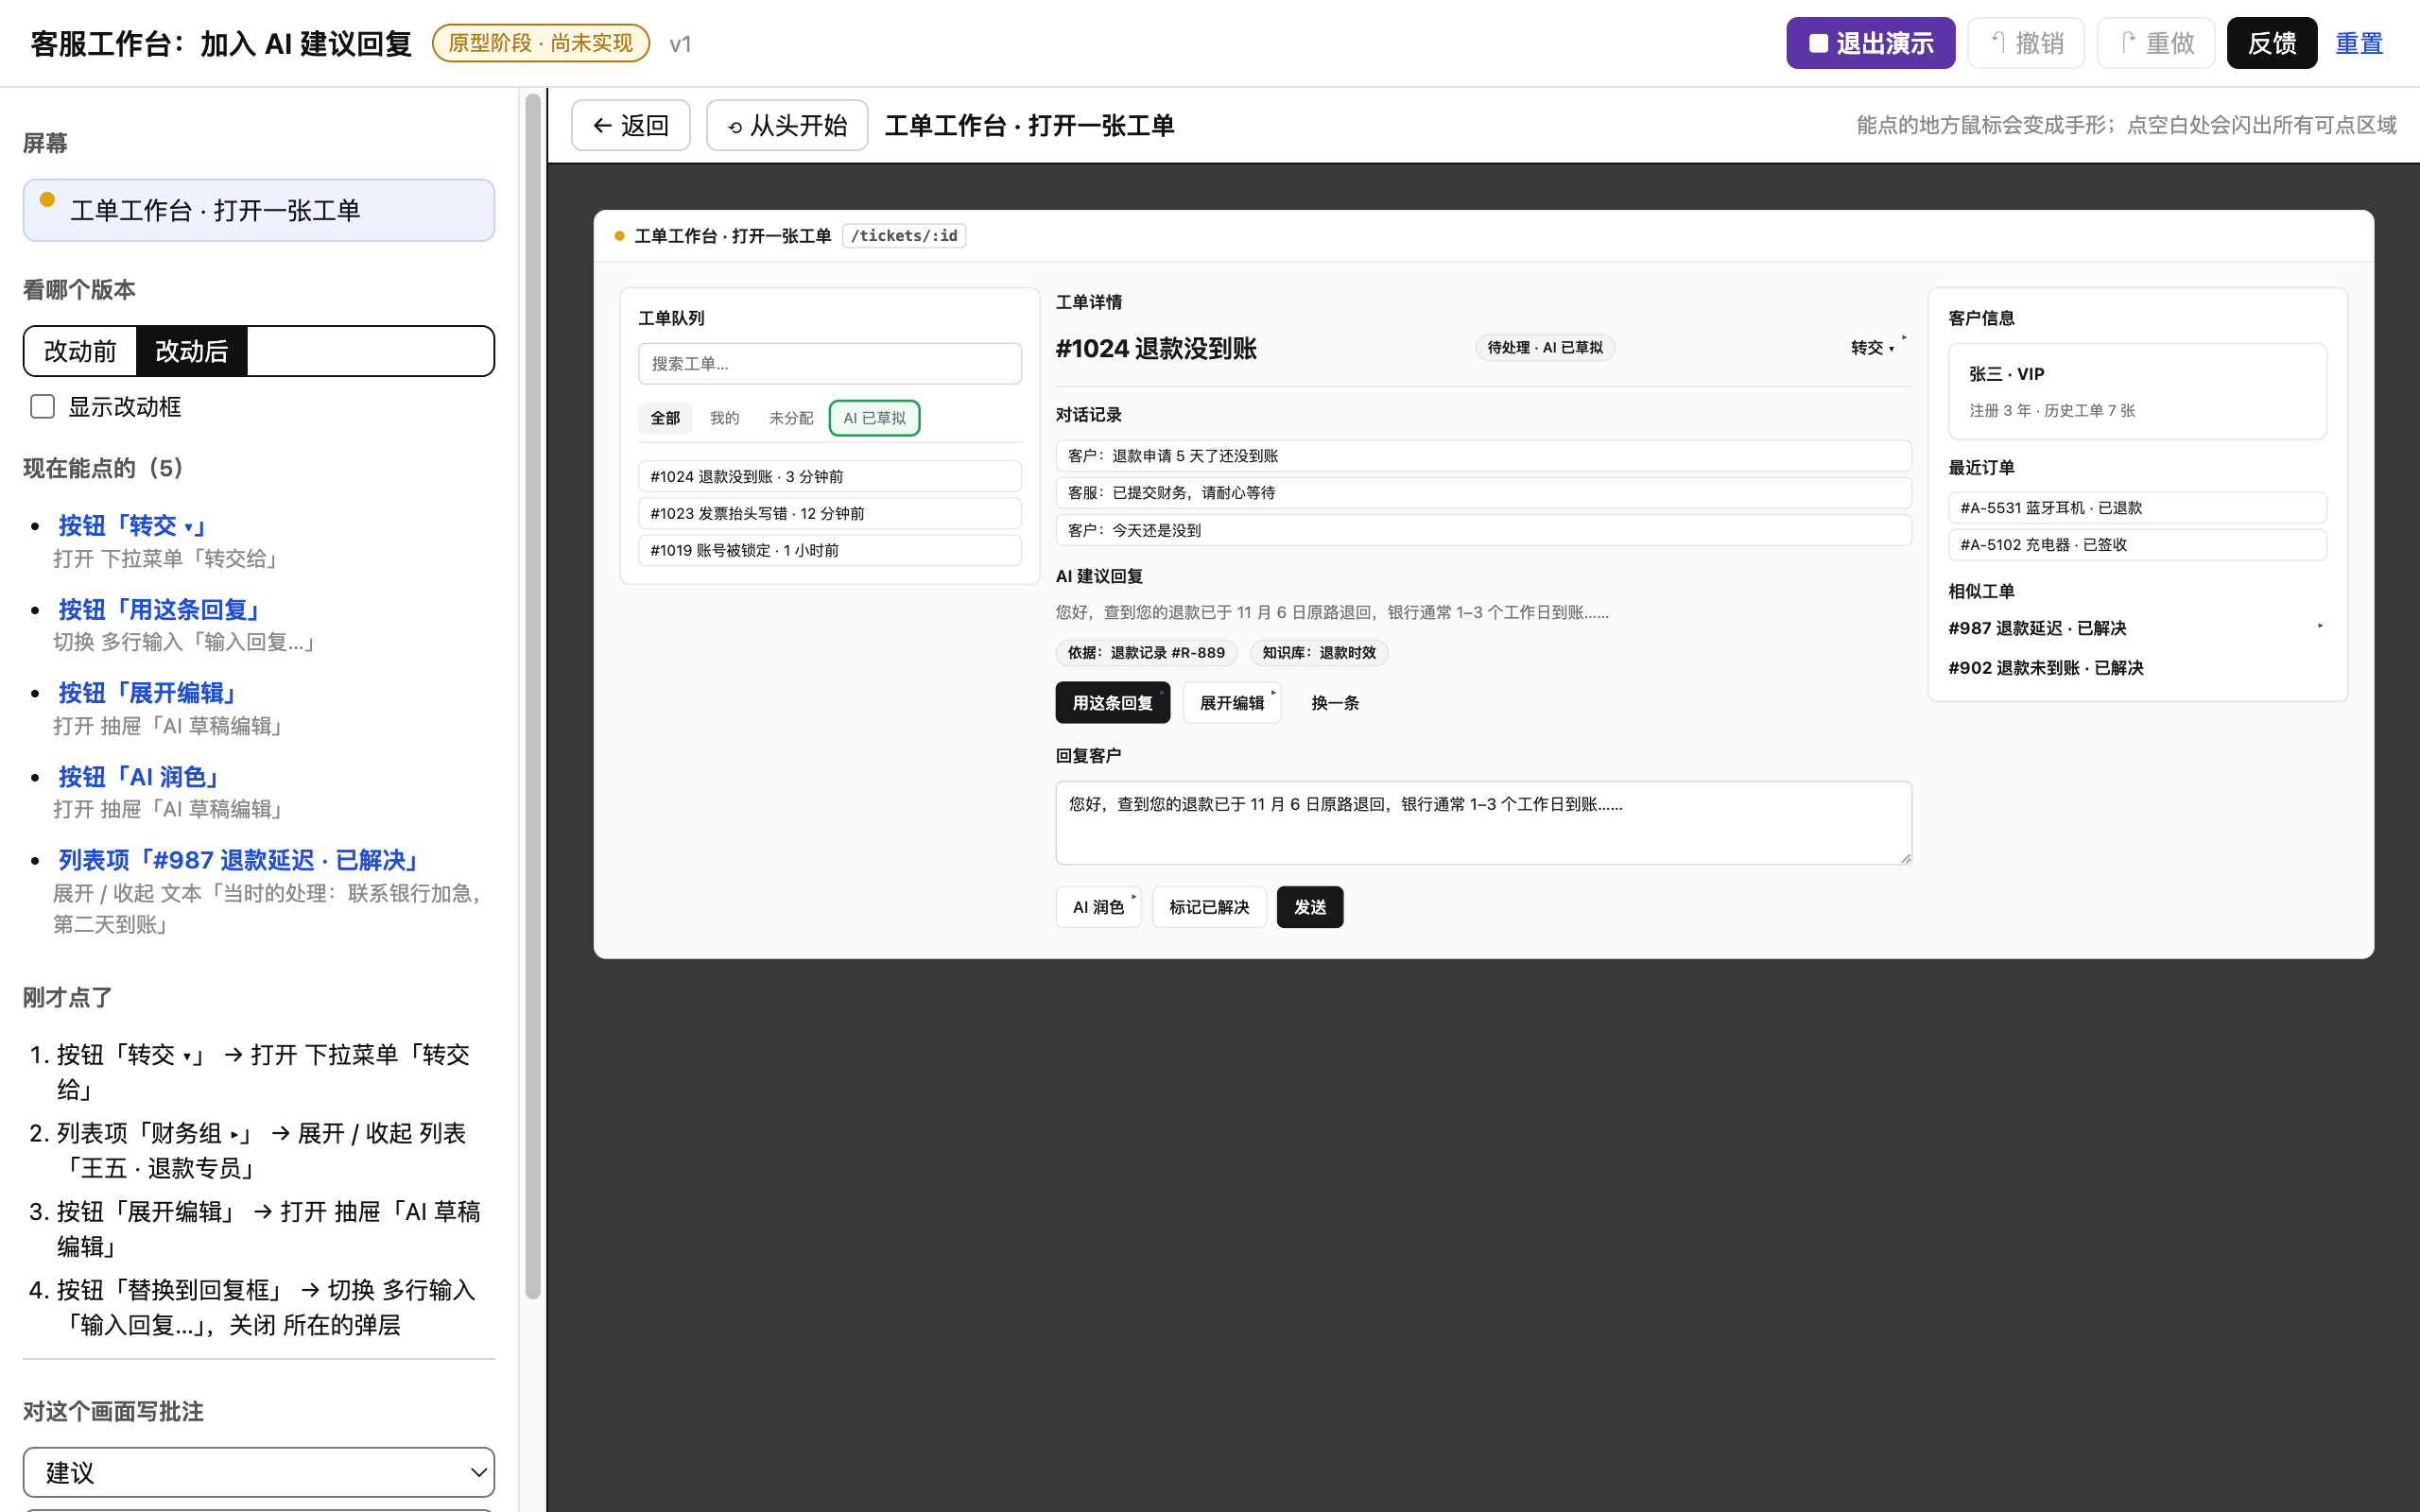 客服工作台：加入 AI 建议回复
原型阶段 · 尚未实现
v1
退出演示
撤销
重做
反馈
重置
屏幕
工单工作台 · 打开一张工单
看哪个版本
改动前
改动后
显示改动框
现在能点的（5）
按钮「转交 ▾」
打开 下拉菜单「转交给」
按钮「用这条回复」
切换 多行输入「输入回复…」
按钮「展开编辑」
打开 抽屉「AI 草稿编辑」
按钮「AI 润色」
打开 抽屉「AI 草稿编辑」
列表项「#987 退款延迟 · 已解决」
展开 / 收起 文本「当时的处理：联系银行加急，
第二天到账」
刚才点了
1. 按钮「转交 ▾」 → 打开 下拉菜单「转交
给」
2. 列表项「财务组 ▸」 → 展开 / 收起 列表
「王五 · 退款专员」
3. 按钮「展开编辑」 → 打开 抽屉「AI 草稿
编辑」
4. 按钮「替换到回复框」 → 切换 多行输入
「输入回复…」，关闭 所在的弹层
对这个画面写批注
建议
← 返回
⟲ 从头开始
工单工作台 · 打开一张工单
能点的地方鼠标会变成手形；点空白处会闪出所有可点区域
工单工作台 · 打开一张工单
/tickets/:id
工单队列
搜索工单...
全部
我的
未分配
AI 已草拟
#1024 退款没到账 · 3 分钟前
#1023 发票抬头写错 · 12 分钟前
#1019 账号被锁定 · 1 小时前
工单详情
#1024 退款没到账
待处理 · AI 已草拟
转交 ▾
对话记录
客户：退款申请 5 天了还没到账
客服：已提交财务，请耐心等待
客户：今天还是没到
AI 建议回复
您好，查到您的退款已于 11 月 6 日原路退回，银行通常 1–3 个工作日到账……
依据：退款记录 #R-889
知识库：退款时效
用这条回复
展开编辑
换一条
回复客户
您好，查到您的退款已于 11 月 6 日原路退回，银行通常 1–3 个工作日到账……
AI 润色
标记已解决
发送
客户信息
张三 · VIP
注册 3 年 · 历史工单 7 张
最近订单
#A-5531 蓝牙耳机 · 已退款
#A-5102 充电器 · 已签收
相似工单
#987 退款延迟 · 已解决
#902 退款未到账 · 已解决